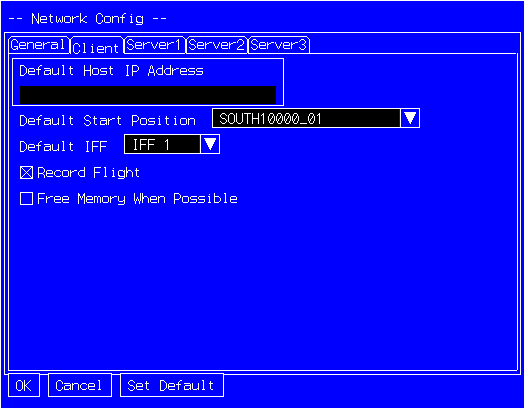 -- Network Config --
General Client Server1 Server2 Server3
Default Host IP Address
Default Start Position SOUTH10000_01
Default IFF IFF 1
Record Flight
Free Memory When Possible
OK Cancel Set Default